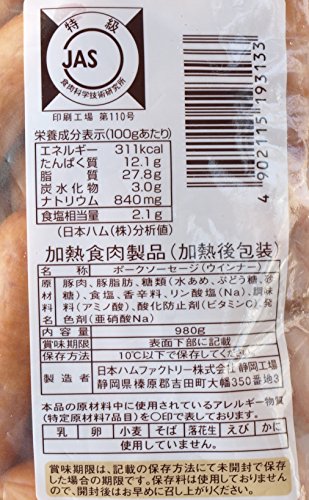 特級
JAS
食肉科学技術研究所
印刷工場 第110号
4902115193133
栄養成分表示(100gあたり)
エネルギー 311kcal
たんぱく質 12.1g
脂質 27.8g
炭水化物 3.0g
ナトリウム 840mg
食塩相当量 2.1g
(日本ハム(株)分析値)
加熱食肉製品(加熱後包装)
名称 ポークソーセージ(ウインナー)
原材料名 豚肉、豚脂肪、糖類(水あめ、ぶどう糖、砂
糖)、食塩、香辛料、リン酸塩(Na)、調味
料(アミノ酸)、酸化防止剤(ビタミンC)、発
色剤(亜硝酸Na)
内容量 980g
賞味期限 表面下部に記載
保存方法 10℃以下で保存してください。
製造者 日本ハムファクトリー株式会社 静岡工場
静岡県榛原郡吉田町大幡350番地3
本品の原材料中に使用されているアレルギー物質
(特定原材料7品目)を〇印で表しております。
乳 卵 小麦 そば 落花生 えび かに
使用していません。
賞味期限は、記載の保存方法にて未開封で保存
した場合の期限です。保存料は使用しておりません
ので、開封後はお早めに召し上がりください。